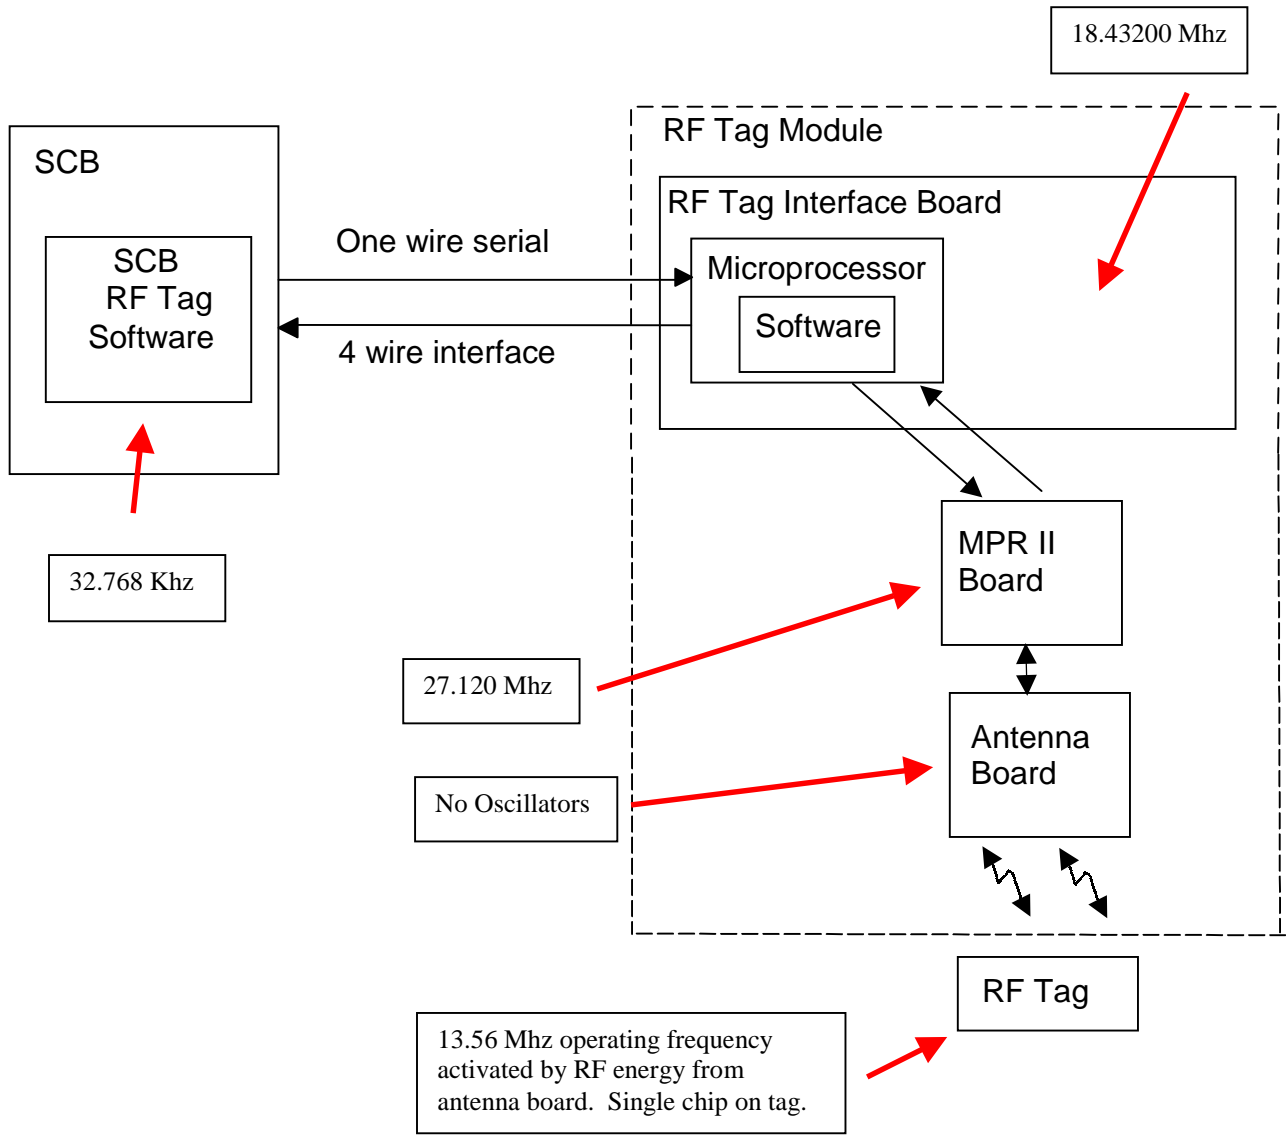 18.43200 Mhz
RF Tag Module
SCB
RF Tag Interface Board
One wire serial
SCB
RF Tag
Software
Microprocessor
Software
4 wire interface
MPR II
Board
32.768 Khz
27.120 Mhz
Antenna
Board
No Oscillators
RF Tag
13.56 Mhz operating frequency
activated by RF energy from
antenna board.  Single chip on tag.